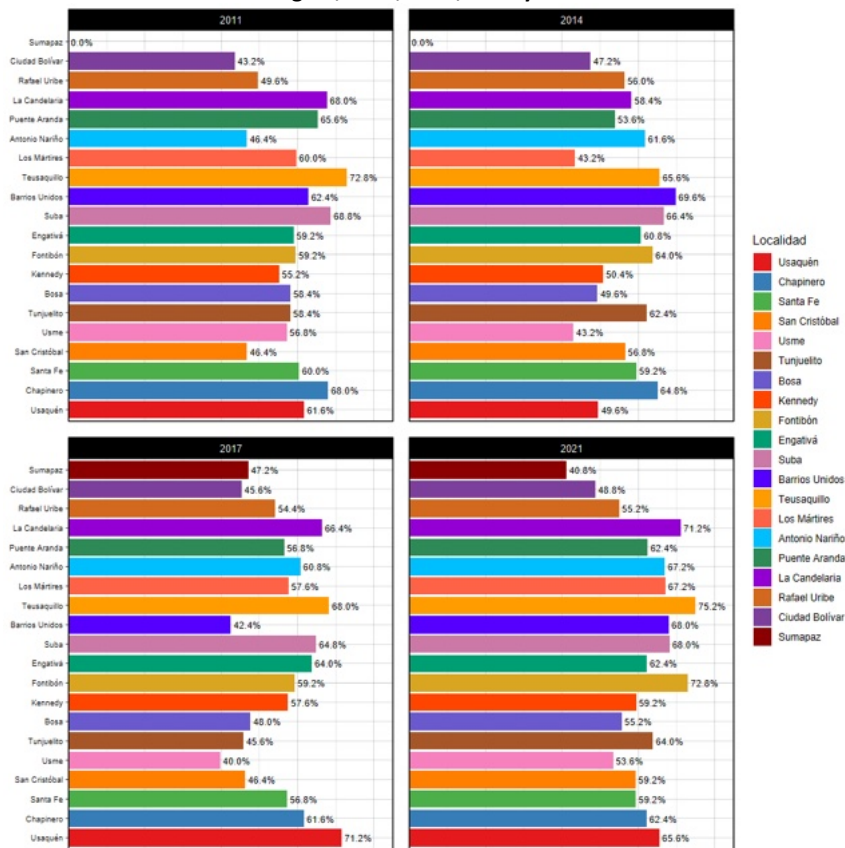 2011
2014
Sumapaz 0.0% 0.0%
Ciudad Bolívar 43.2% 47.2%
Rafael Uribe 49.6% 56.0%
La Candelaria 68.0% 58.4%
Puente Aranda 65.6% 53.6%
Antonio Nariño 46.4% 61.6%
Los Mártires 60.0% 43.2%
Teusaquillo 72.8% 65.6%
Barrios Unidos 62.4% 69.6%
Suba 68.8% 66.4%
Engativá 59.2% 60.8%
Fontibón 59.2% 64.0%
Kennedy 55.2% 50.4%
Bosa 58.4% 49.6%
Tunjuelito 58.4% 62.4%
Usme 56.8% 43.2%
San Cristóbal 46.4% 56.8%
Santa Fe 60.0% 59.2%
Chapinero 68.0% 64.8%
Usaquén 61.6% 49.6%
2017
2021
Sumapaz 47.2% 40.8%
Ciudad Bolívar 45.6% 48.8%
Rafael Uribe 54.4% 55.2%
La Candelaria 66.4% 71.2%
Puente Aranda 56.8% 62.4%
Antonio Nariño 60.8% 67.2%
Los Mártires 57.6% 67.2%
Teusaquillo 68.0% 75.2%
Barrios Unidos 42.4% 68.0%
Suba 64.8% 68.0%
Engativá 64.0% 62.4%
Fontibón 59.2% 72.8%
Kennedy 57.6% 59.2%
Bosa 48.0% 55.2%
Tunjuelito 45.6% 64.0%
Usme 40.0% 53.6%
San Cristóbal 46.4% 59.2%
Santa Fe 56.8% 59.2%
Chapinero 61.6% 62.4%
Usaquén 71.2% 65.6%
Localidad
Usaquén
Chapinero
Santa Fe
San Cristóbal
Usme
Tunjuelito
Bosa
Kennedy
Fontibón
Engativá
Suba
Barrios Unidos
Teusaquillo
Los Mártires
Antonio Nariño
Puente Aranda
La Candelaria
Rafael Uribe
Ciudad Bolívar
Sumapaz